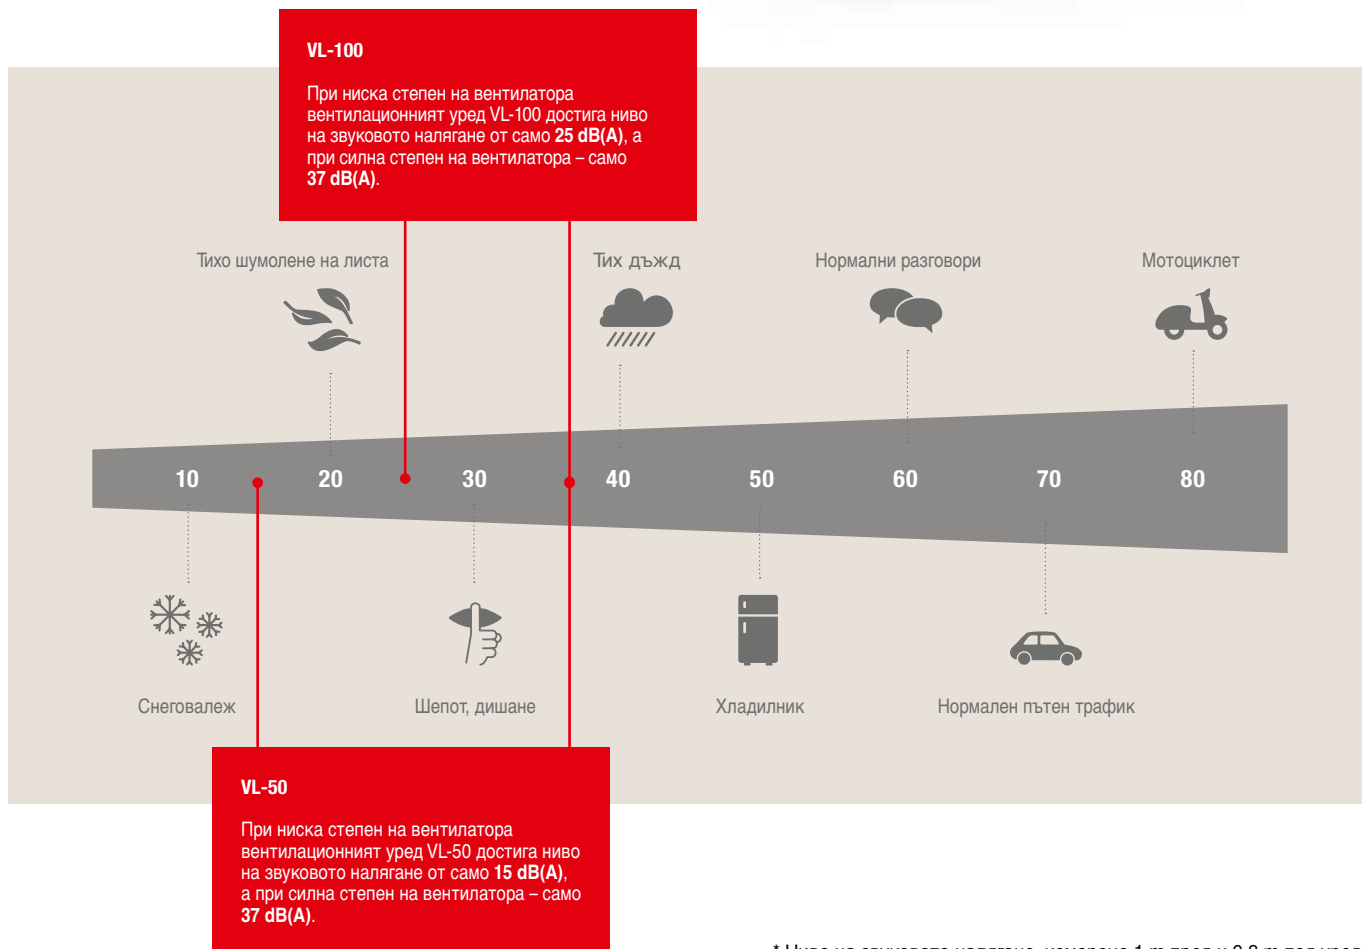 VL-100
При ниска степен на вентилатора
вентилационният уред VL-100 достига ниво
на звуковото налягане от само 25 dB(A), а
при силна степен на вентилатора – само
37 dB(A).
Тихо шумолене на листа
Тих дъжд
Нормални разговори
Мотоциклет
10 20 30 40 50 60 70 80
Снеговалеж
Шепот, дишане
Хладилник
Нормален пътен трафик
VL-50
При ниска степен на вентилатора
вентилационният уред VL-50 достига ниво
на звуковото налягане от само 15 dB(A),
а при силна степен на вентилатора – само
37 dB(A).